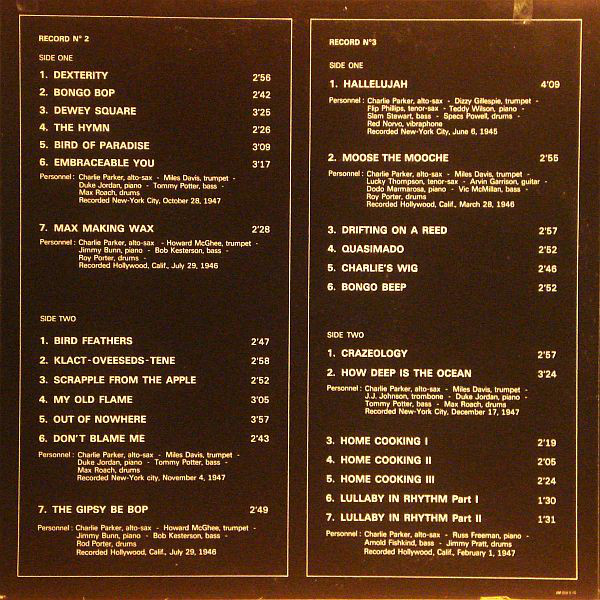 RECORD N° 2
SIDE ONE
1. DEXTERITY 2'56
2. BONGO BOP 2'42
3. DEWEY SQUARE 3'25
4. THE HYMN 2'26
5. BIRD OF PARADISE 3'09
6. EMBRACEABLE YOU 3'17
Personnel : Charlie Parker, alto-sax - Miles Davis, trumpet -
Duke Jordan, piano - Tommy Potter, bass -
Max Roach, drums
Recorded New-York City, October 28, 1947
7. MAX MAKING WAX 2'28
Personnel : Charlie Parker, alto-sax - Howard McGhee, trumpet -
Jimmy Bunn, piano - Bob Kesterson, bass -
Roy Porter, drums -
Recorded Hollywood, Calif., July 29, 1946
SIDE TWO
1. BIRD FEATHERS 2'47
2. KLACT-OVEESEDS-TENE 2'58
3. SCRAPPLE FROM THE APPLE 2'52
4. MY OLD FLAME 3'05
5. OUT OF NOWHERE 3'57
6. DON'T BLAME ME 2'43
Personnel : Charlie Parker, alto-sax - Miles Davis, trumpet -
Duke Jordan, piano - Tommy Potter, bass -
Max Roach, drums
Recorded New-York city, November 4, 1947
7. THE GIPSY BE BOP 2'49
Personnel : Charlie Parker, alto-sax - Howard McGhee, trumpet -
Jimmy Bunn, piano - Bob Kesterson, bass -
Rod Porter, drums
Recorded Hollywood, Calif., July 29, 1946
RECORD N°3
SIDE ONE
1. HALLELUJAH 4'09
Personnel : Charlie Parker, alto-sax - Dizzy Gillespie, trumpet -
Flip Phillips, tenor-sax - Teddy Wilson, piano -
Slam Stewart, bass - Specs Powell, drums -
Red Norvo, vibraphone
Recorded New-York City, June 6, 1945
2. MOOSE THE MOOCHE 2'55
Personnel : Charlie Parker, alto-sax - Miles Davis, trumpet -
Lucky Thompson, tenor-sax - Arvin Garrison, guitar -
Dodo Marmarosa, piano - Vic McMillan, bass -
Roy Porter, drums
Recorded Hollywood, Calif., March 28, 1946
3. DRIFTING ON A REED 2'57
4. QUASIMADO 2'52
5. CHARLIE'S WIG 2'46
6. BONGO BEEP 2'52
SIDE TWO
1. CRAZEOLOGY 2'57
2. HOW DEEP IS THE OCEAN 3'24
Personnel : Charlie Parker, alto-sax - Miles Davis, trumpet -
J.J. Johnson, trombone - Duke Jordan, piano -
Tommy Potter, bass - Max Roach, drums
Recorded New-York City, December 17, 1947
3. HOME COOKING I 2'19
4. HOME COOKING II 2'05
5. HOME COOKING III 2'24
6. LULLABY IN RHYTHM Part I 1'30
7. LULLABY IN RHYTHM Part II 1'31
Personnel : Charlie Parker, alto-sax - Russ Freeman, piano -
Arnold Fishkind, bass - Jimmy Pratt, drums
Recorded Hollywood, Calif., February 1, 1947